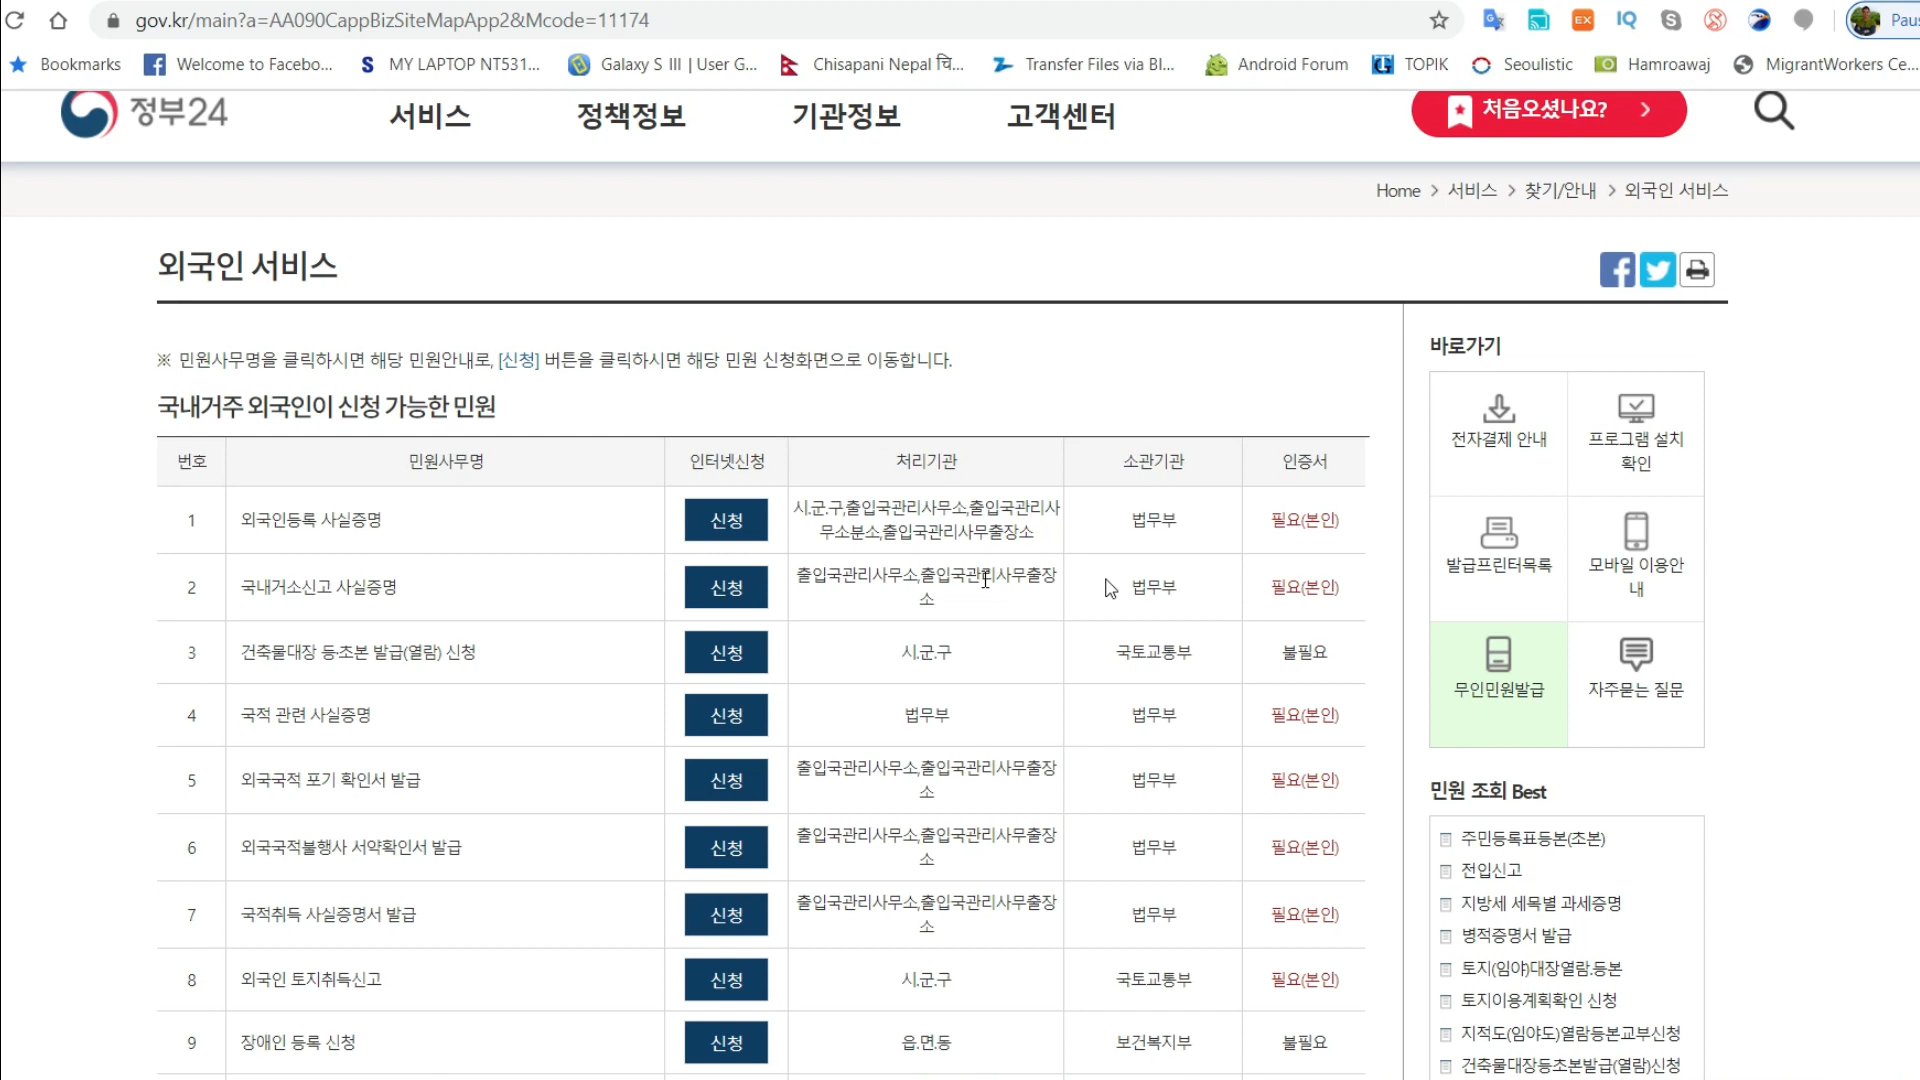 gov.kr/main?a=AA090CappBizSiteMapApp2&Mcode=11174
EX
IQ
Paus
Bookmarks
Welcome to Facebo...
MY LAPTOP NT531...
Galaxy S III | User G...
Chisapani Nepal चि...
Transfer Files via Bl...
Android Forum
TOPIK
Seoulistic
Hamroawaj
MigrantWorkers Ce...
정부24
서비스
정책정보
기관정보
고객센터
처음오셨나요?
Home > 서비스 > 찾기/안내 > 외국인 서비스
외국인 서비스
※ 민원사무명을 클릭하시면 해당 민원안내로, [신청] 버튼을 클릭하시면 해당 민원 신청화면으로 이동합니다.
국내거주 외국인이 신청 가능한 민원
번호 민원사무명 인터넷신청 처리기관 소관기관 인증서
1 외국인등록 사실증명 신청 시.군.구,출입국관리사무소,출입국관리사
무소분소,출입국관리사무출장소 법무부 필요(본인)
2 국내거소신고 사실증명 신청 출입국관리사무소,출입국관리사무출장
소 법무부 필요(본인)
3 건축물대장 등·초본 발급(열람) 신청 신청 시.군.구 국토교통부 불필요
4 국적 관련 사실증명 신청 법무부 법무부 필요(본인)
5 외국국적 포기 확인서 발급 신청 출입국관리사무소,출입국관리사무출장
소 법무부 필요(본인)
6 외국국적불행사 서약확인서 발급 신청 출입국관리사무소,출입국관리사무출장
소 법무부 필요(본인)
7 국적취득 사실증명서 발급 신청 출입국관리사무소,출입국관리사무출장
소 법무부 필요(본인)
8 외국인 토지취득신고 신청 시.군.구 국토교통부 필요(본인)
9 장애인 등록 신청 신청 읍.면.동 보건복지부 불필요
바로가기
전자결제 안내
프로그램 설치
확인
발급프린터목록
모바일 이용안
내
무인민원발급
자주묻는 질문
민원 조회 Best
주민등록표등본(초본)
전입신고
지방세 세목별 과세증명
병적증명서 발급
토지(임야)대장열람.등본
토지이용계획확인 신청
지적도(임야도)열람등본교부신청
건축물대장등초본발급(열람)신청